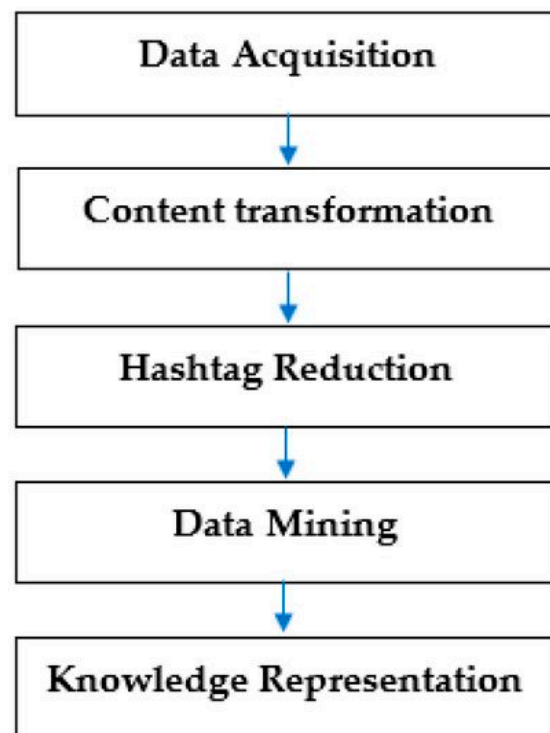 Data Acquisition
Content transformation
Hashtag Reduction
Data Mining
Knowledge Representation